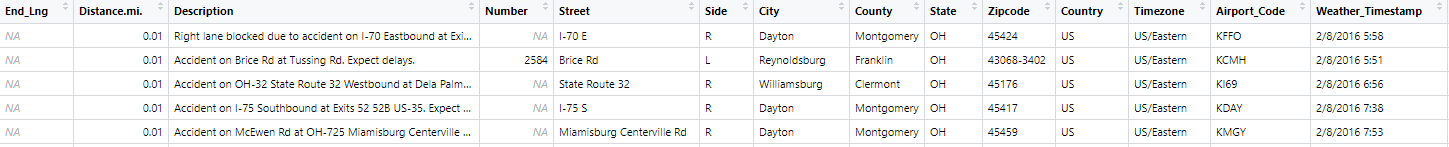 End_Lng Distance.mi. Description Number Street Side City County State Zipcode Country Timezone Airport_Code Weather_Timestamp
NA 0.01 Right lane blocked due to accident on I-70 Eastbound at Exi... NA I-70 E R Dayton Montgomery OH 45424 US US/Eastern KFFO 2/8/2016 5:58
NA 0.01 Accident on Brice Rd at Tussing Rd. Expect delays. 2584 Brice Rd L Reynoldsburg Franklin OH 43068-3402 US US/Eastern KCMH 2/8/2016 5:51
NA 0.01 Accident on OH-32 State Route 32 Westbound at Dela Palm... NA State Route 32 R Williamsburg Clermont OH 45176 US US/Eastern KI69 2/8/2016 6:56
NA 0.01 Accident on I-75 Southbound at Exits 52 52B US-35. Expect ... NA I-75 S R Dayton Montgomery OH 45417 US US/Eastern KDAY 2/8/2016 7:38
NA 0.01 Accident on McEwen Rd at OH-725 Miamisburg Centerville ... NA Miamisburg Centerville Rd R Dayton Montgomery OH 45459 US US/Eastern KMGY 2/8/2016 7:53